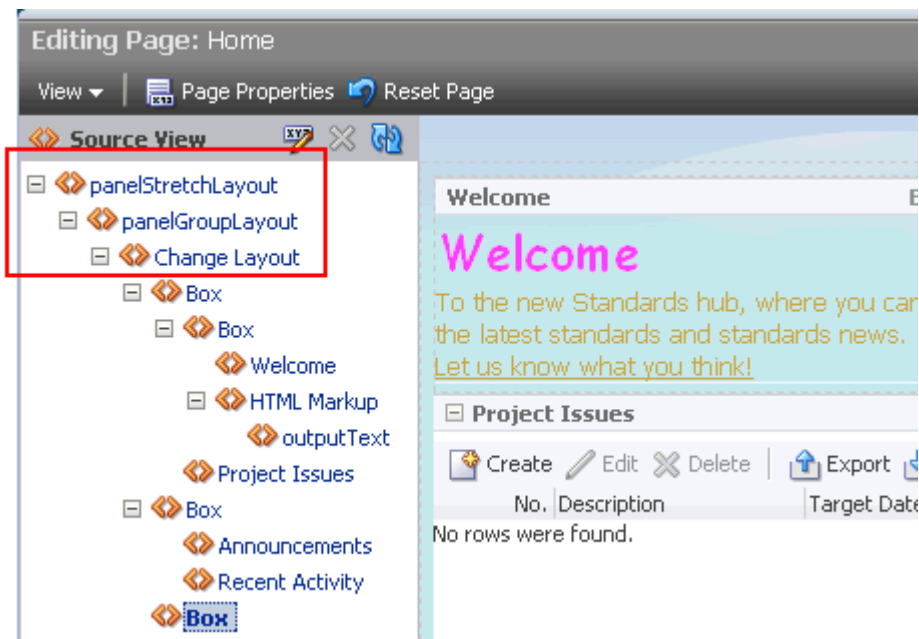 Editing Page: Home
View Page Properties Reset Page
Source View
panelStretchLayout
panelGroupLayout
Change Layout
Box
Box
Welcome
HTML Markup
outputText
Project Issues
Box
Announcements
Recent Activity
Box
Welcome
Welcome
To the new Standards hub, where you can
the latest standards and standards news.
Let us know what you think!
Project Issues
Create Edit Delete Export
No. Description Target Date
No rows were found.